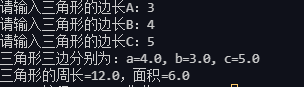 请输入三角形的边长A: 3
请输入三角形的边长B: 4
请输入三角形的边长C: 5
三角形三边分别为: a=4.0, b=3.0, c=5.0
三角形的周长=12.0，面积=6.0